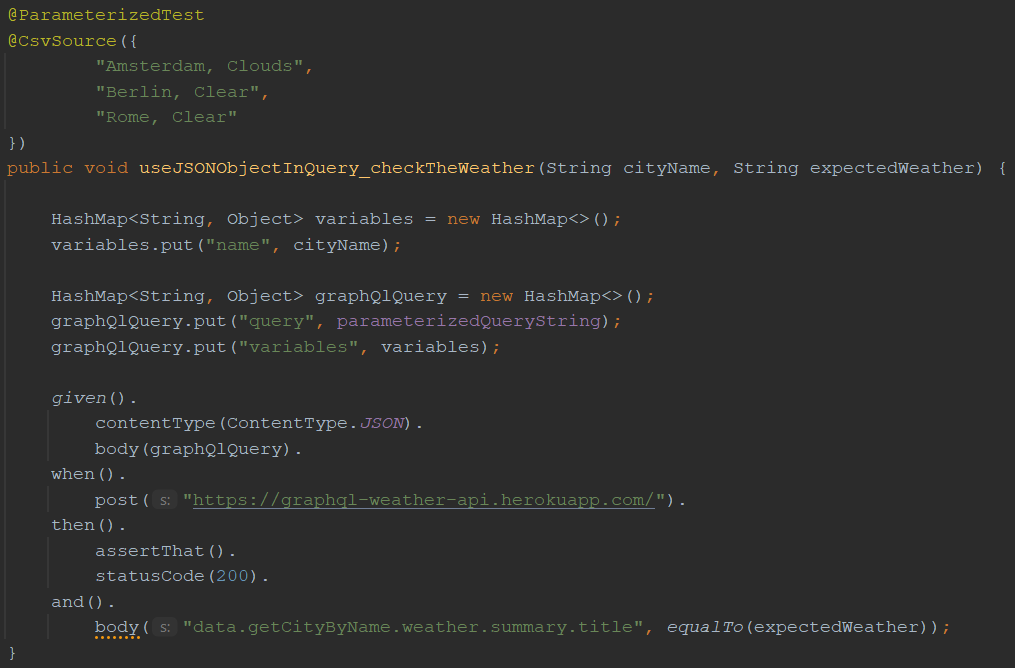 @ParameterizedTest
@CsvSource({
        "Amsterdam, Clouds",
        "Berlin, Clear",
        "Rome, Clear"
})
public void useJSONObjectInQuery_checkTheWeather(String cityName, String expectedWeather) {
    HashMap<String, Object> variables = new HashMap<>();
    variables.put("name", cityName);
    HashMap<String, Object> graphQlQuery = new HashMap<>();
    graphQlQuery.put("query", parameterizedQueryString);
    graphQlQuery.put("variables", variables);
    given().
        contentType(ContentType.JSON).
        body(graphQlQuery).
    when().
        post( s: "https://graphql-weather-api.herokuapp.com/").
    then().
        assertThat().
        statusCode(200).
    and().
        body( s: "data.getCityByName.weather.summary.title", equalTo(expectedWeather));
}